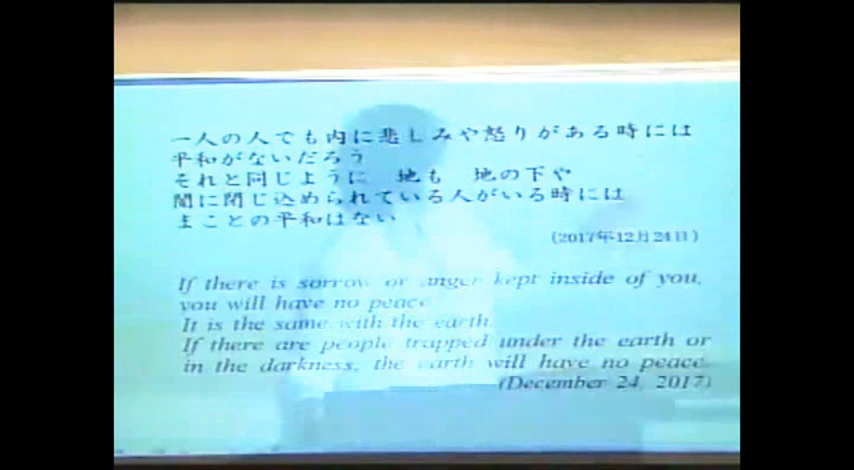 一人の人でも内に悲しみや怒りがある時には
平和がないだろう
それと同じように　地も　地の下や
闇に閉じ込められている人がいる時には
まことの平和はない
(2017年12月24日)
If there is sorrow or anger kept inside of you,
you will have no peace.
It is the same with the earth.
If there are people trapped under the earth or
in the darkness, the earth will have no peace.
(December 24, 2017)